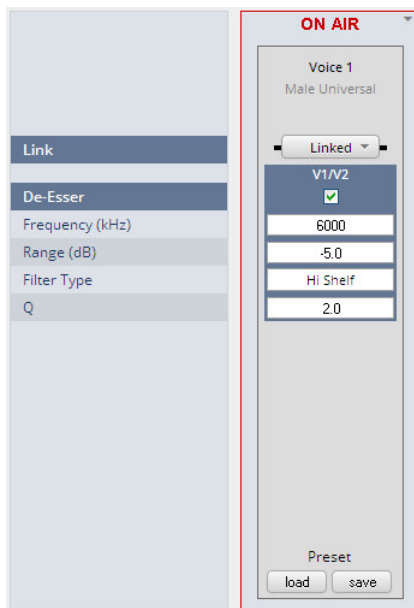 ON AIR
Voice 1
Male Universal
Link
Linked
V1/V2
De-Esser
Frequency (kHz)
6000
Range (dB)
-5.0
Filter Type
Hi Shelf
Q
2.0
Preset
load
save